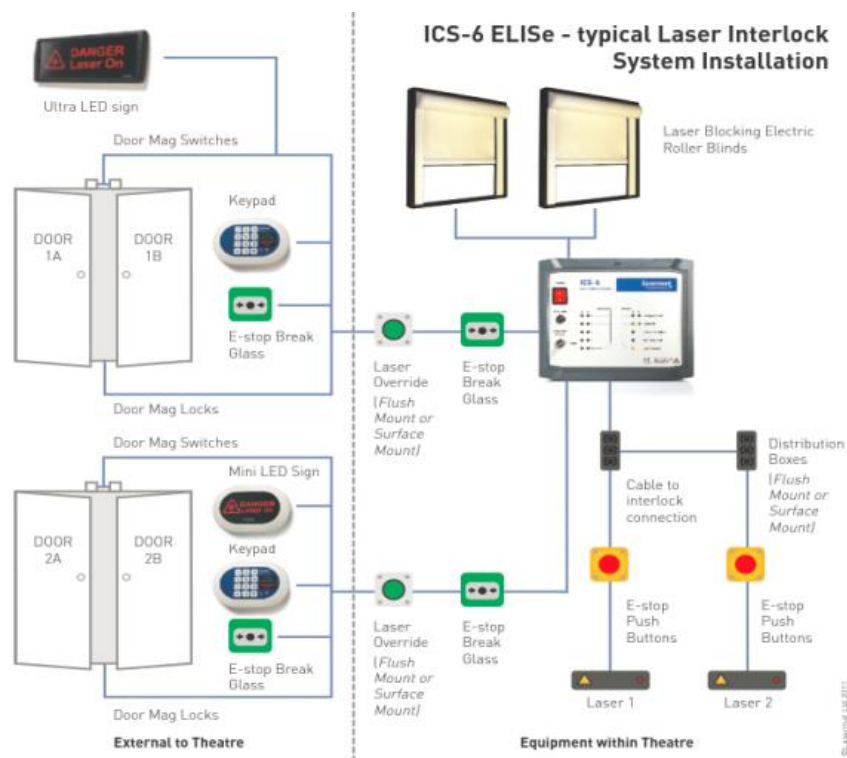 ICS-6 ELISe - typical Laser Interlock
System Installation
DANGER
Laser On
Ultra LED sign
Door Mag Switches
Laser Blocking Electric
Roller Blinds
Keypad
DOOR
1A
DOOR
1B
ICS-6
E-stop Break
Glass
Laser
Override
(Flush
Mount or
Surface
Mount)
E-stop
Break
Glass
Door Mag Locks
Door Mag Switches
Mini LED Sign
DANGER
LASER ON
Distribution
Boxes
(Flush
Mount or
Surface
Mount)
Cable to
interlock
connection
Keypad
DOOR
2A
DOOR
2B
E-stop Break
Glass
Laser
Override
(Flush
Mount or
Surface
Mount)
E-stop
Break
Glass
E-stop
Push
Buttons
E-stop
Push
Buttons
Laser 1
Laser 2
Door Mag Locks
External to Theatre
Equipment within Theatre